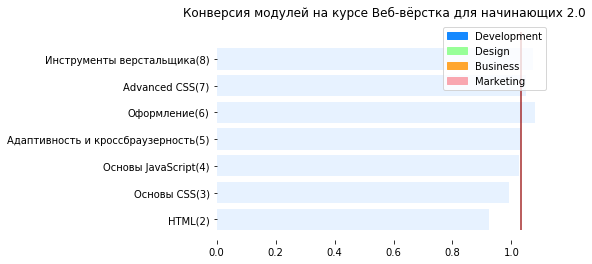 Конверсия модулей на курсе Веб-вёрстка для начинающих 2.0
Development
Design
Business
Marketing
Инструменты верстальщика(8)
Advanced CSS(7)
Оформление(6)
Адаптивность и кроссбраузерность(5)
Основы JavaScript(4)
Основы CSS(3)
HTML(2)
0.0 0.2 0.4 0.6 0.8 1.0